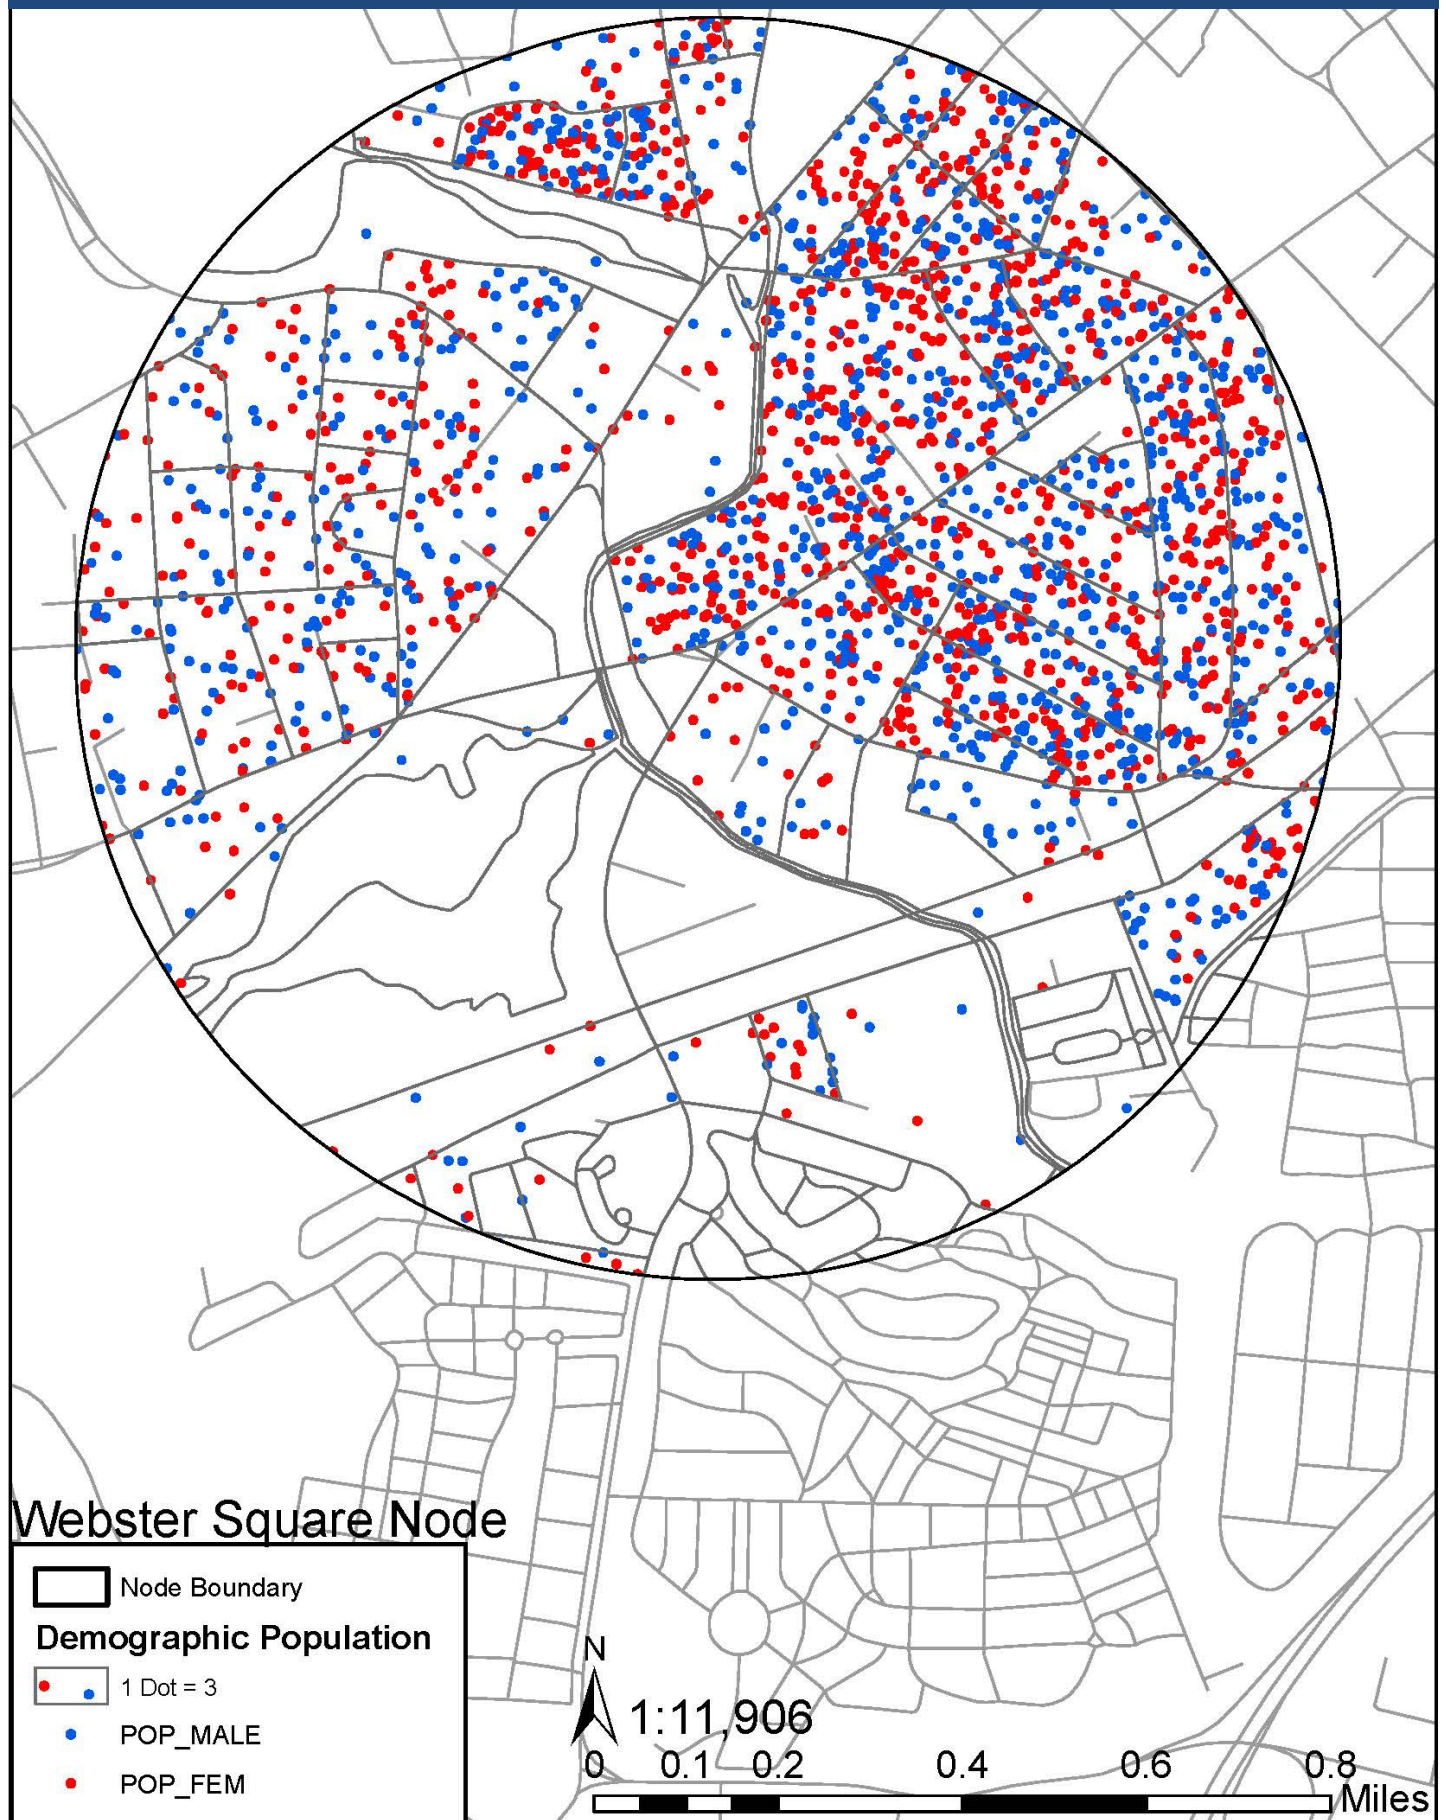 Webster Square Node
Node Boundary
Demographic Population
1 Dot = 3
POP_MALE
POP_FEM
N
1:11,906
0 0.1 0.2 0.4 0.6 0.8
Miles